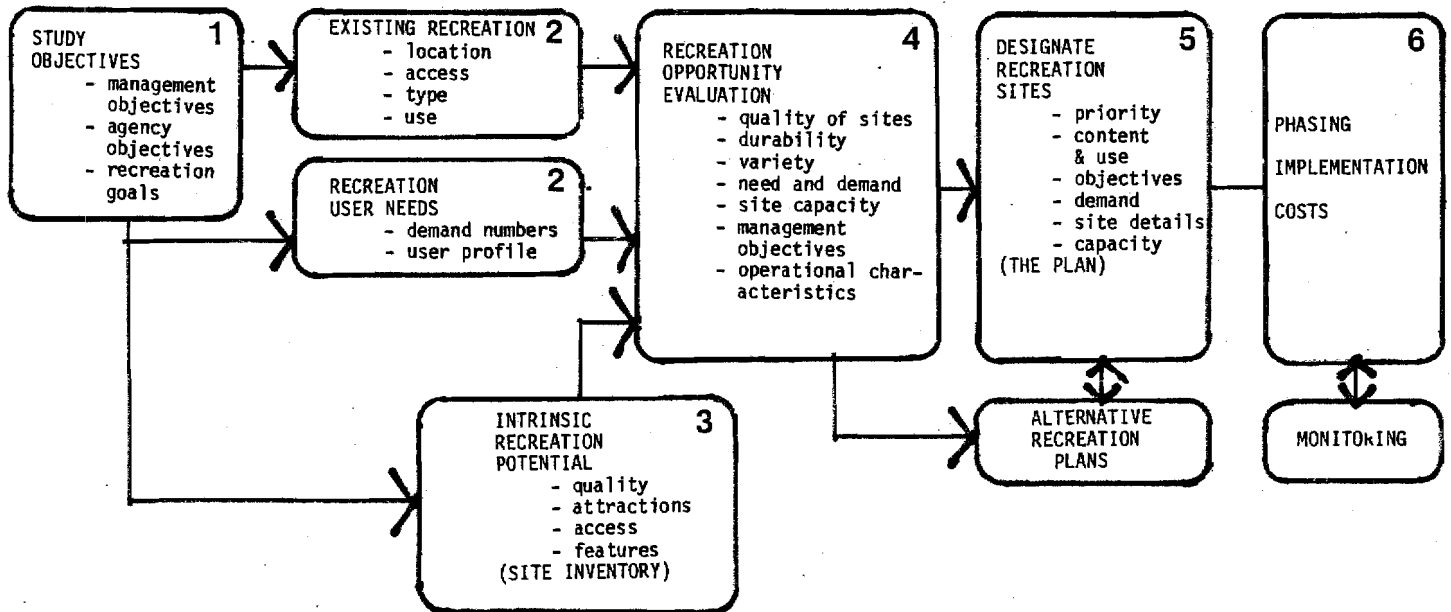 1
STUDY
OBJECTIVES
- management
objectives
- agency
objectives
- recreation
goals
EXISTING RECREATION 2
- location
- access
- type
- use
RECREATION 2
USER NEEDS
- demand numbers
- user profile
INTRINSIC 3
RECREATION
POTENTIAL
- quality
- attractions
- access
- features
(SITE INVENTORY)
4
RECREATION
OPPORTUNITY
EVALUATION
- quality of sites
- durability
- variety
- need and demand
- site capacity
- management
objectives
- operational char-
acteristics
5
DESIGNATE
RECREATION
SITES
- priority
- content
& use
- objectives
- demand
- site details
- capacity
(THE PLAN)
ALTERNATIVE
RECREATION
PLANS
6
PHASING
IMPLEMENTATION
COSTS
MONITORING